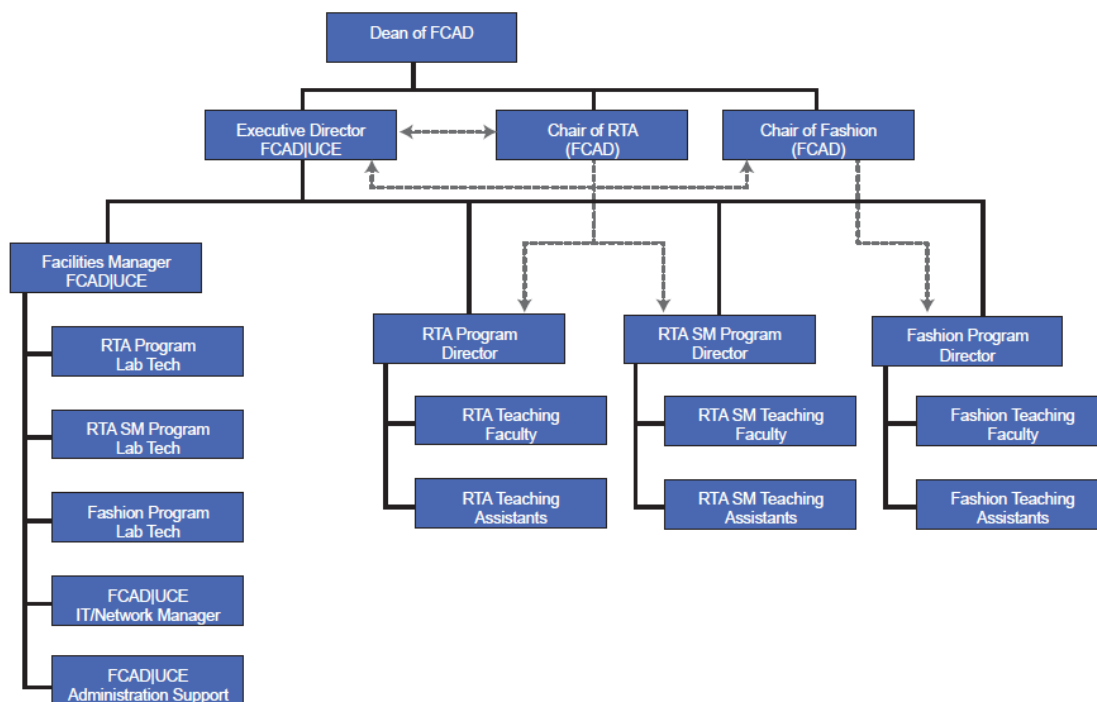 Dean of FCAD
Executive Director
FCAD|UCE
Chair of RTA
(FCAD)
Chair of Fashion
(FCAD)
Facilities Manager
FCAD|UCE
RTA Program
Lab Tech
RTA SM Program
Lab Tech
Fashion Program
Lab Tech
FCAD|UCE
IT/Network Manager
FCAD|UCE
Administration Support
RTA Program
Director
RTA Teaching
Faculty
RTA Teaching
Assistants
RTA SM Program
Director
RTA SM Teaching
Faculty
RTA SM Teaching
Assistants
Fashion Program
Director
Fashion Teaching
Faculty
Fashion Teaching
Assistants